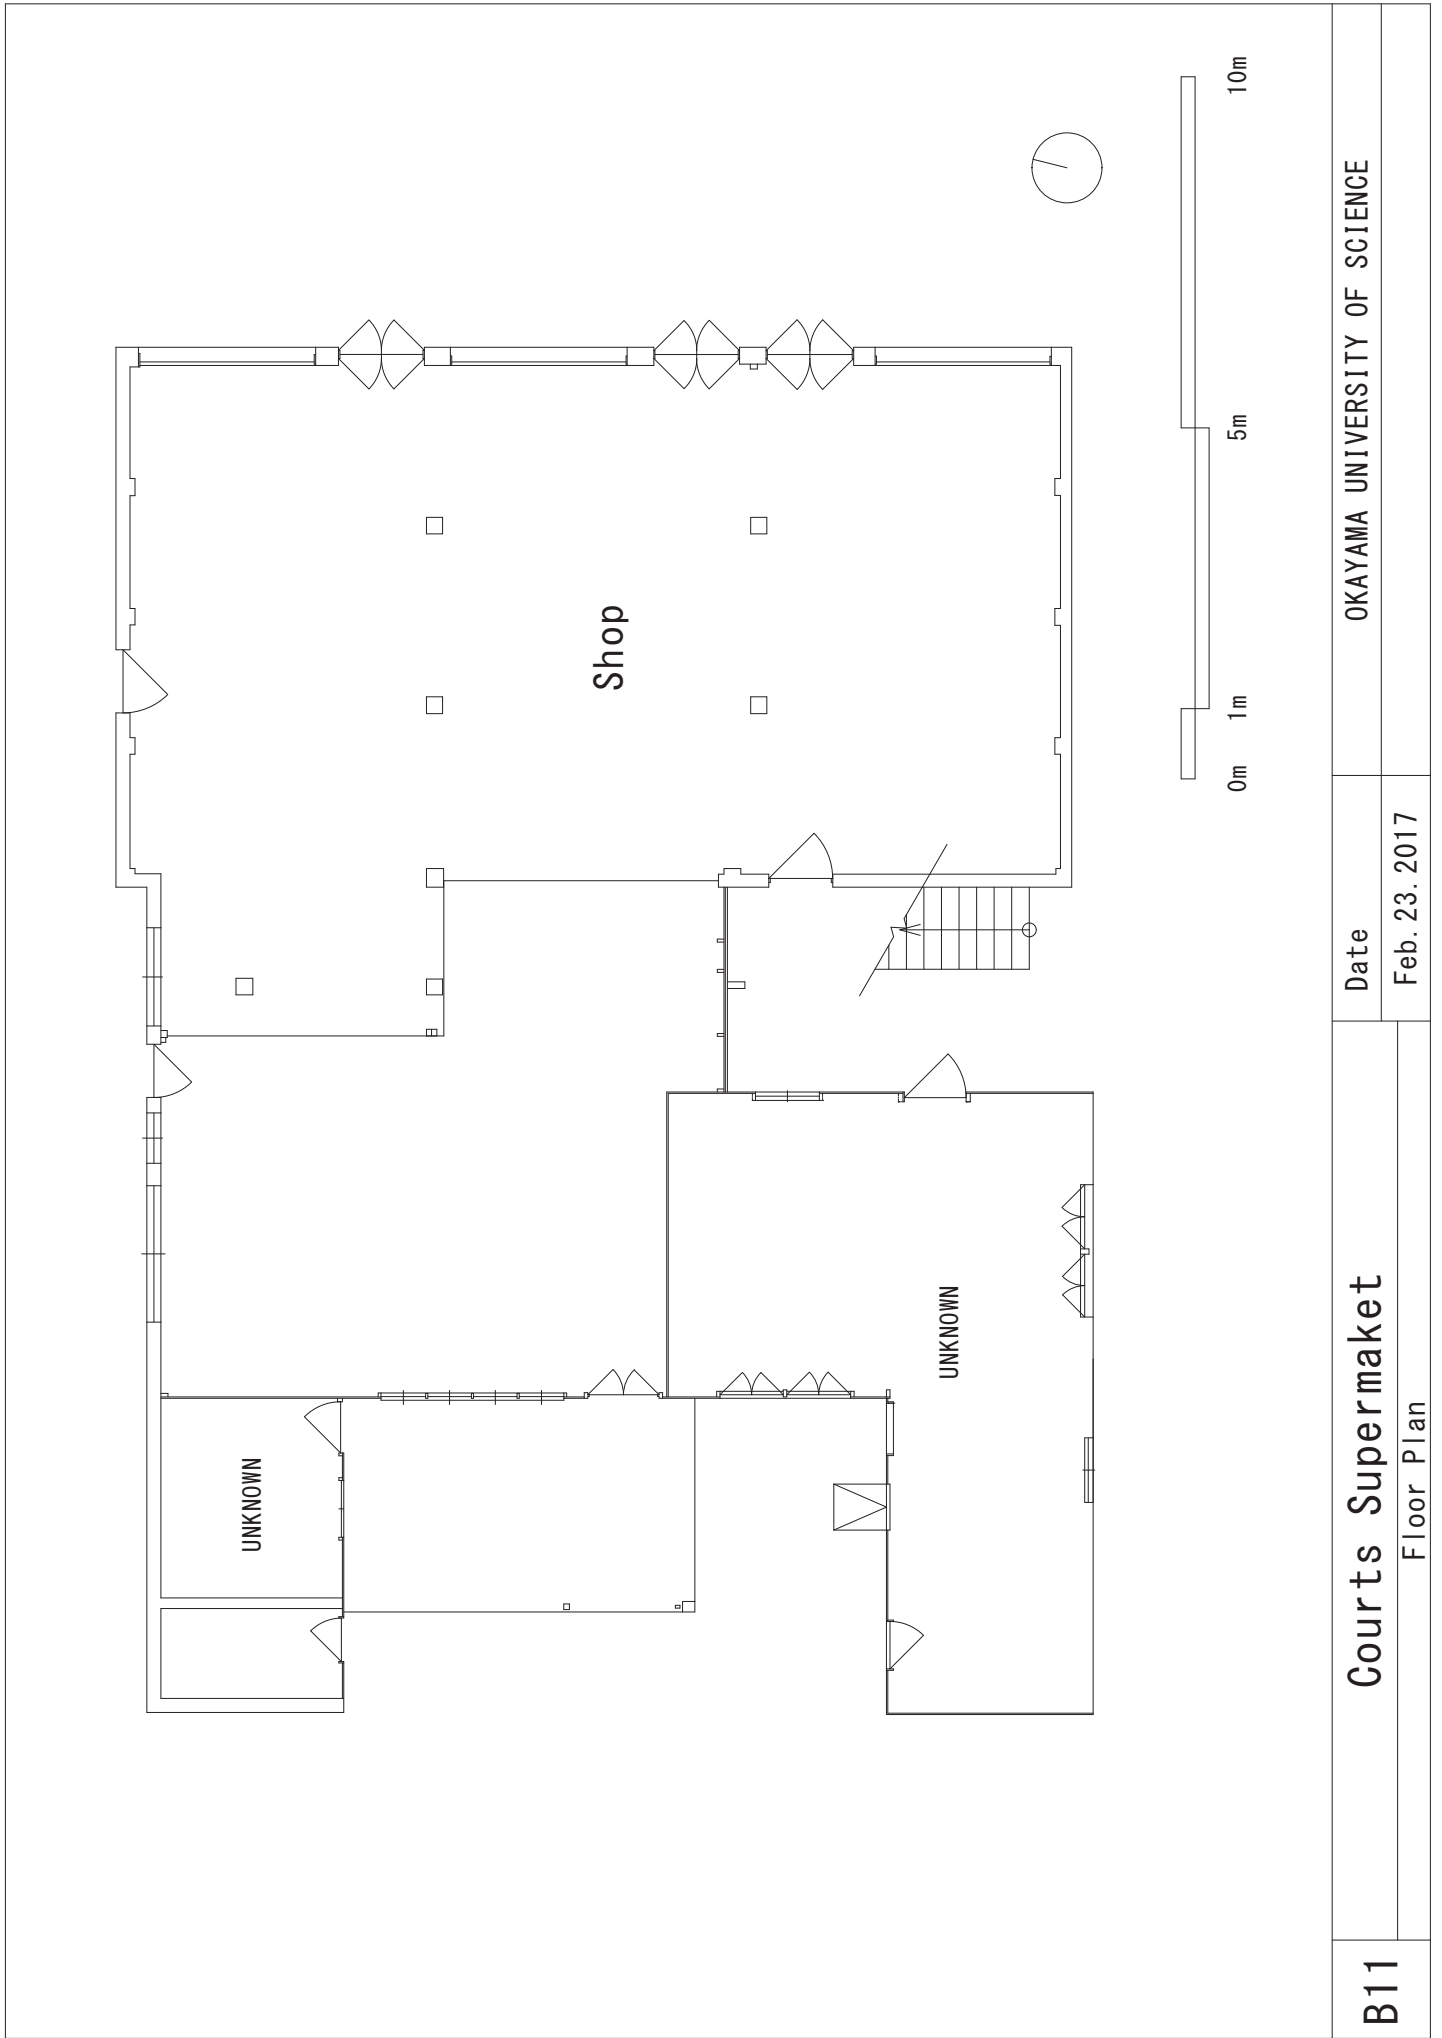 Shop
UNKNOWN
UNKNOWN
0m 1m 5m 10m
B11
Courts Supermaket
Floor Plan
Date
Feb. 23. 2017
OKAYAMA UNIVERSITY OF SCIENCE